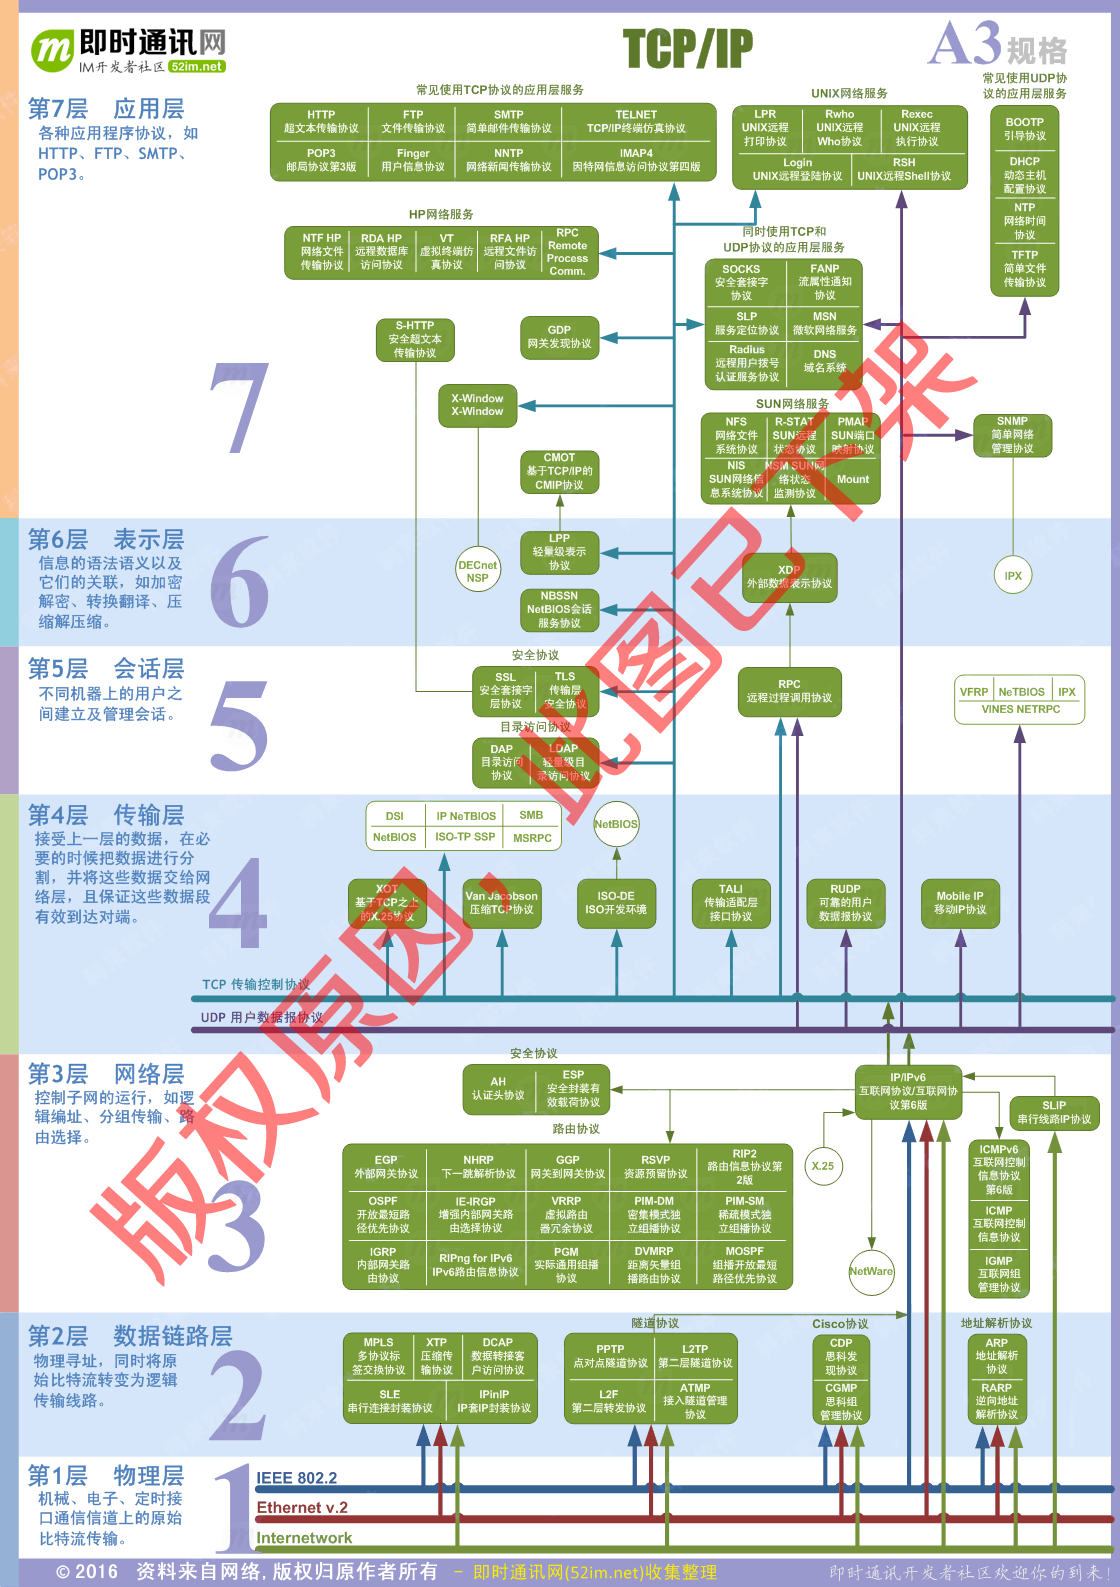 即时通讯网
IM开发者社区 52im.net
TCP/IP
A3规格
第7层 应用层
各种应用程序协议，如
HTTP、FTP、SMTP、
POP3。
常见使用TCP协议的应用层服务
HTTP
超文本传输协议
FTP
文件传输协议
SMTP
简单邮件传输协议
TELNET
TCP/IP终端仿真协议
POP3
邮局协议第3版
Finger
用户信息协议
NNTP
网络新闻传输协议
IMAP4
因特网信息访问协议第四版
UNIX网络服务
LPR
UNIX远程
打印协议
Rwho
UNIX远程
Who协议
Rexec
UNIX远程
执行协议
Login
UNIX远程登陆协议
RSH
UNIX远程Shell协议
常见使用UDP协
议的应用层服务
BOOTP
引导协议
DHCP
动态主机
配置协议
NTP
网络时间
协议
TFTP
简单文件
传输协议
HP网络服务
NTF HP
网络文件
传输协议
RDA HP
远程数据库
访问协议
VT
虚拟终端仿
真协议
RFA HP
远程文件访
问协议
RPC
Remote
Process
Comm.
同时使用TCP和
UDP协议的应用层服务
SOCKS
安全套接字
协议
FANP
流属性通知
协议
SLP
服务定位协议
MSN
微软网络服务
Radius
远程用户拨号
认证服务协议
DNS
域名系统
S-HTTP
安全超文本
传输协议
GDP
网关发现协议
7
X-Window
X-Window
SUN网络服务
NFS
网络文件
系统协议
R-STAT
SUN远程
状态协议
PMAP
SUN端口
映射协议
NIS
SUN网络信
息系统协议
NSM SUN网
络状态
监测协议
Mount
SNMP
简单网络
管理协议
CMOT
基于TCP/IP的
CMIP协议
第6层 表示层
信息的语法语义以及
它们的关联，如加密
解密、转换翻译、压
缩解压缩。
6
DECnet
NSP
LPP
轻量级表示
协议
NBSSN
NetBIOS会话
服务协议
XDP
外部数据表示协议
IPX
第5层 会话层
不同机器上的用户之
间建立及管理会话。
5
安全协议
SSL
安全套接字
层协议
TLS
传输层
安全协议
目录访问协议
DAP
目录访问
协议
LDAP
轻量级目
录访问协议
RPC
远程过程调用协议
VFRP NeTBIOS IPX
VINES NETRPC
第4层 传输层
接受上一层的数据，在必
要的时候把数据进行分
割，并将这些数据交给网
络层，且保证这些数据段
有效到达对端。
4
DSI IP NeTBIOS SMB
NetBIOS ISO-TP SSP MSRPC
NetBIOS
XOT
基于TCP之上
的X.25协议
Van Jacobson
压缩TCP协议
ISO-DE
ISO开发环境
TALI
传输适配层
接口协议
RUDP
可靠的用户
数据报协议
Mobile IP
移动IP协议
TCP 传输控制协议
UDP 用户数据报协议
第3层 网络层
控制子网的运行，如逻
辑编址、分组传输、路
由选择。
3
安全协议
AH
认证头协议
ESP
安全封装有
效载荷协议
IP/IPv6
互联网协议/互联网协
议第6版
SLIP
串行线路IP协议
路由协议
EGP
外部网关协议
NHRP
下一跳解析协议
GGP
网关到网关协议
RSVP
资源预留协议
RIP2
路由信息协议第
2版
OSPF
开放最短路
径优先协议
IE-IRGP
增强内部网关路
由选择协议
VRRP
虚拟路由
器冗余协议
PIM-DM
密集模式独
立组播协议
PIM-SM
稀疏模式独
立组播协议
IGRP
内部网关路
由协议
RIPng for IPv6
IPv6路由信息协议
PGM
实际通用组播
协议
DVMRP
距离矢量组
播路由协议
MOSPF
组播开放最短
路径优先协议
X.25
NetWare
ICMPv6
互联网控制
信息协议
第6版
ICMP
互联网控制
信息协议
IGMP
互联网组
管理协议
第2层 数据链路层
物理寻址，同时将原
始比特流转变为逻辑
传输线路。
2
MPLS
多协议标
签交换协议
XTP
压缩传
输协议
DCAP
数据转接客
户访问协议
SLE
串行连接封装协议
IPinIP
IP套IP封装协议
隧道协议
PPTP
点对点隧道协议
L2TP
第二层隧道协议
L2F
第二层转发协议
ATMP
接入隧道管理
协议
Cisco协议
CDP
思科发
现协议
CGMP
思科组
管理协议
地址解析协议
ARP
地址解析
协议
RARP
逆向地址
解析协议
第1层 物理层
机械、电子、定时接
口通信信道上的原始
比特流传输。
1
IEEE 802.2
Ethernet v.2
Internetwork
版权原因，此图已下架
© 2016 资料来自网络，版权归原作者所有 - 即时通讯网(52im.net)收集整理
即时通讯开发者社区欢迎你的到来！